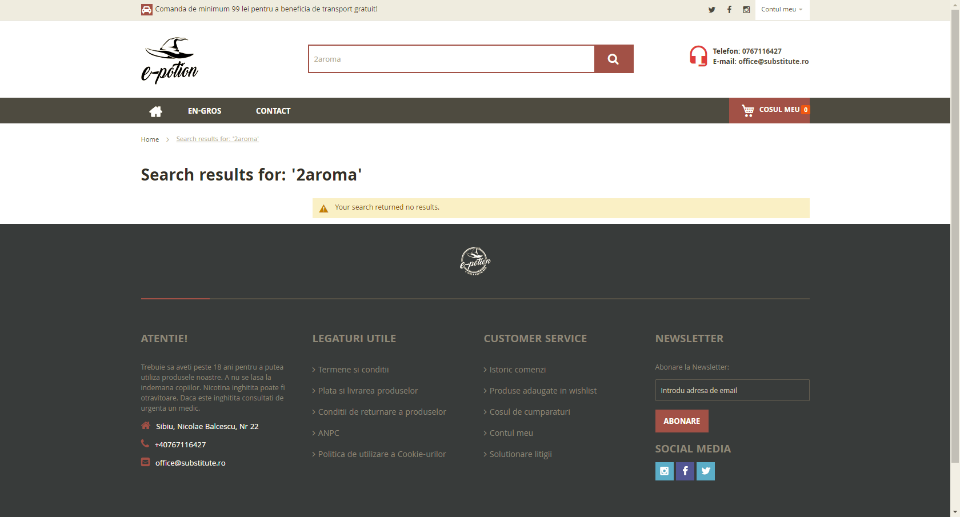 Comanda de minimum 99 lei pentru a beneficia de transport gratuit!
Contul meu
e-potion
2aroma
Telefon: 0767116427
E-mail: office@substitute.ro
EN-GROS
CONTACT
COSUL MEU 0
Home > Search results for: '2aroma'
Search results for: '2aroma'
Your search returned no results.
e-potion
ATENTIE!
Trebuie sa aveti peste 18 ani pentru a putea
utiliza produsele noastre. A nu se lasa la
indemana copiilor. Nicotina inghitita poate fi
otravitoare. Daca este inghitita consultati de
urgenta un medic.
Sibiu, Nicolae Balcescu, Nr 22
+40767116427
office@substitute.ro
LEGATURI UTILE
Termene si conditii
Plata si livrarea produselor
Conditii de returnare a produselor
ANPC
Politica de utilizare a Cookie-urilor
CUSTOMER SERVICE
Istoric comenzi
Produse adaugate in wishlist
Cosul de cumparaturi
Contul meu
Solutionare litigii
NEWSLETTER
Abonare la Newsletter:
Introdu adresa de email
ABONARE
SOCIAL MEDIA